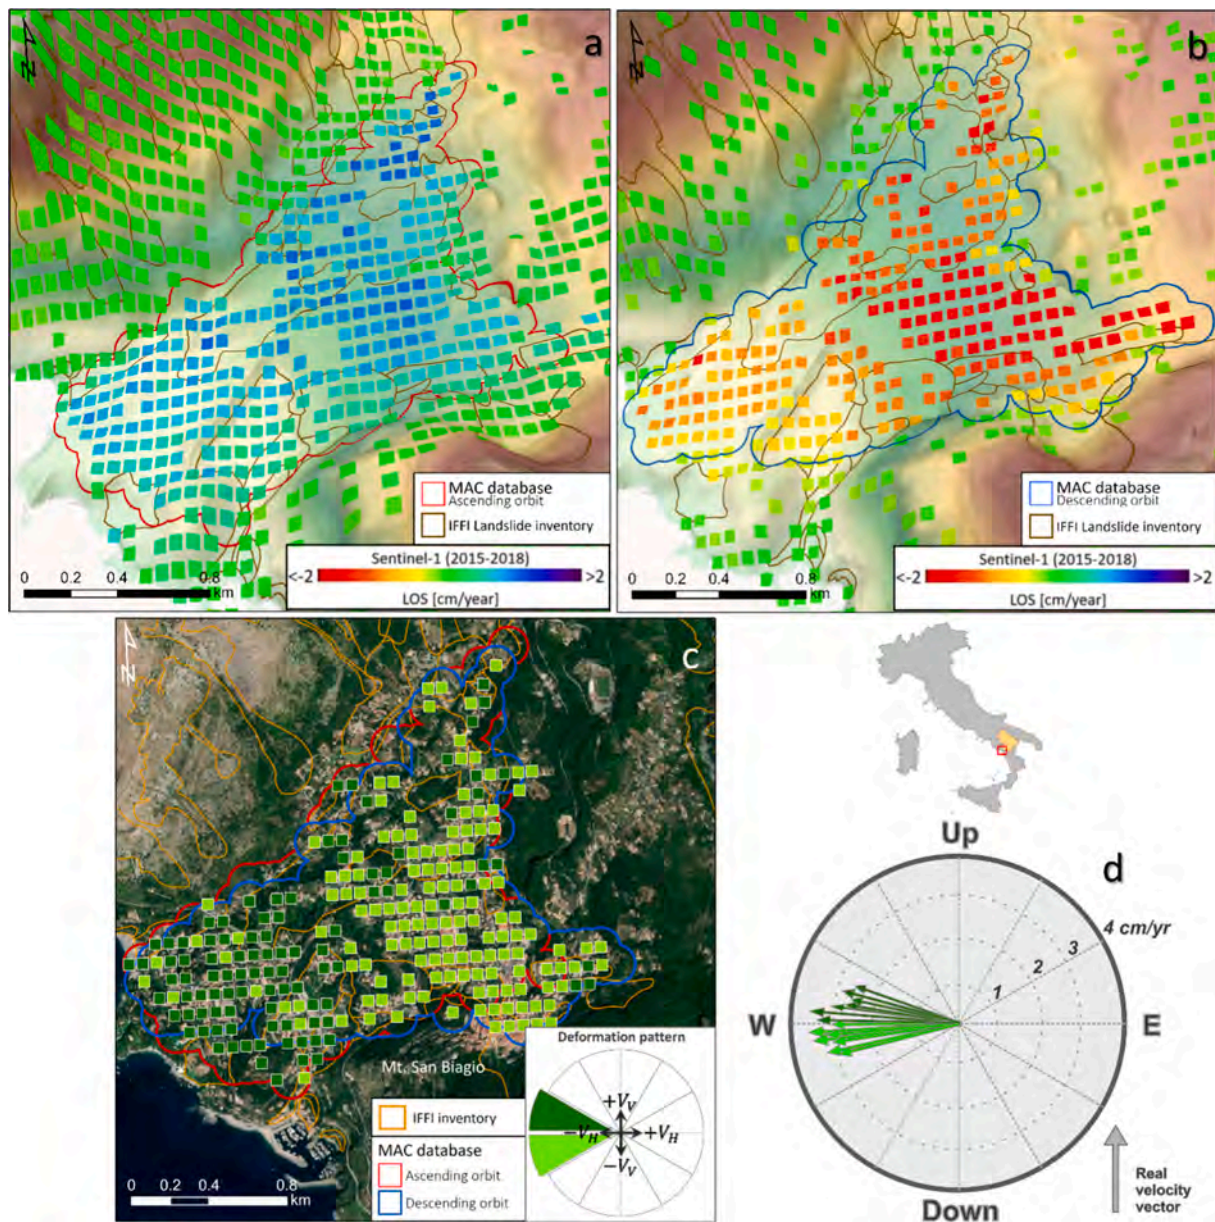 a
N
MAC database
Ascending orbit
IFFI Landslide inventory
Sentinel-1 (2015-2018)
<-2
>2
LOS [cm/year]
0 0.2 0.4 0.8
km
b
N
MAC database
Descending orbit
IFFI Landslide inventory
Sentinel-1 (2015-2018)
<-2
>2
LOS [cm/year]
0 0.2 0.4 0.8
km
c
N
Mt. San Biagio
IFFI inventory
MAC database
Ascending orbit
Descending orbit
0 0.2 0.4 0.8
km
Deformation pattern
+V_V
-V_H
+V_H
-V_V
d
Up
4 cm/yr
3
2
1
W
E
Down
Real
velocity
vector